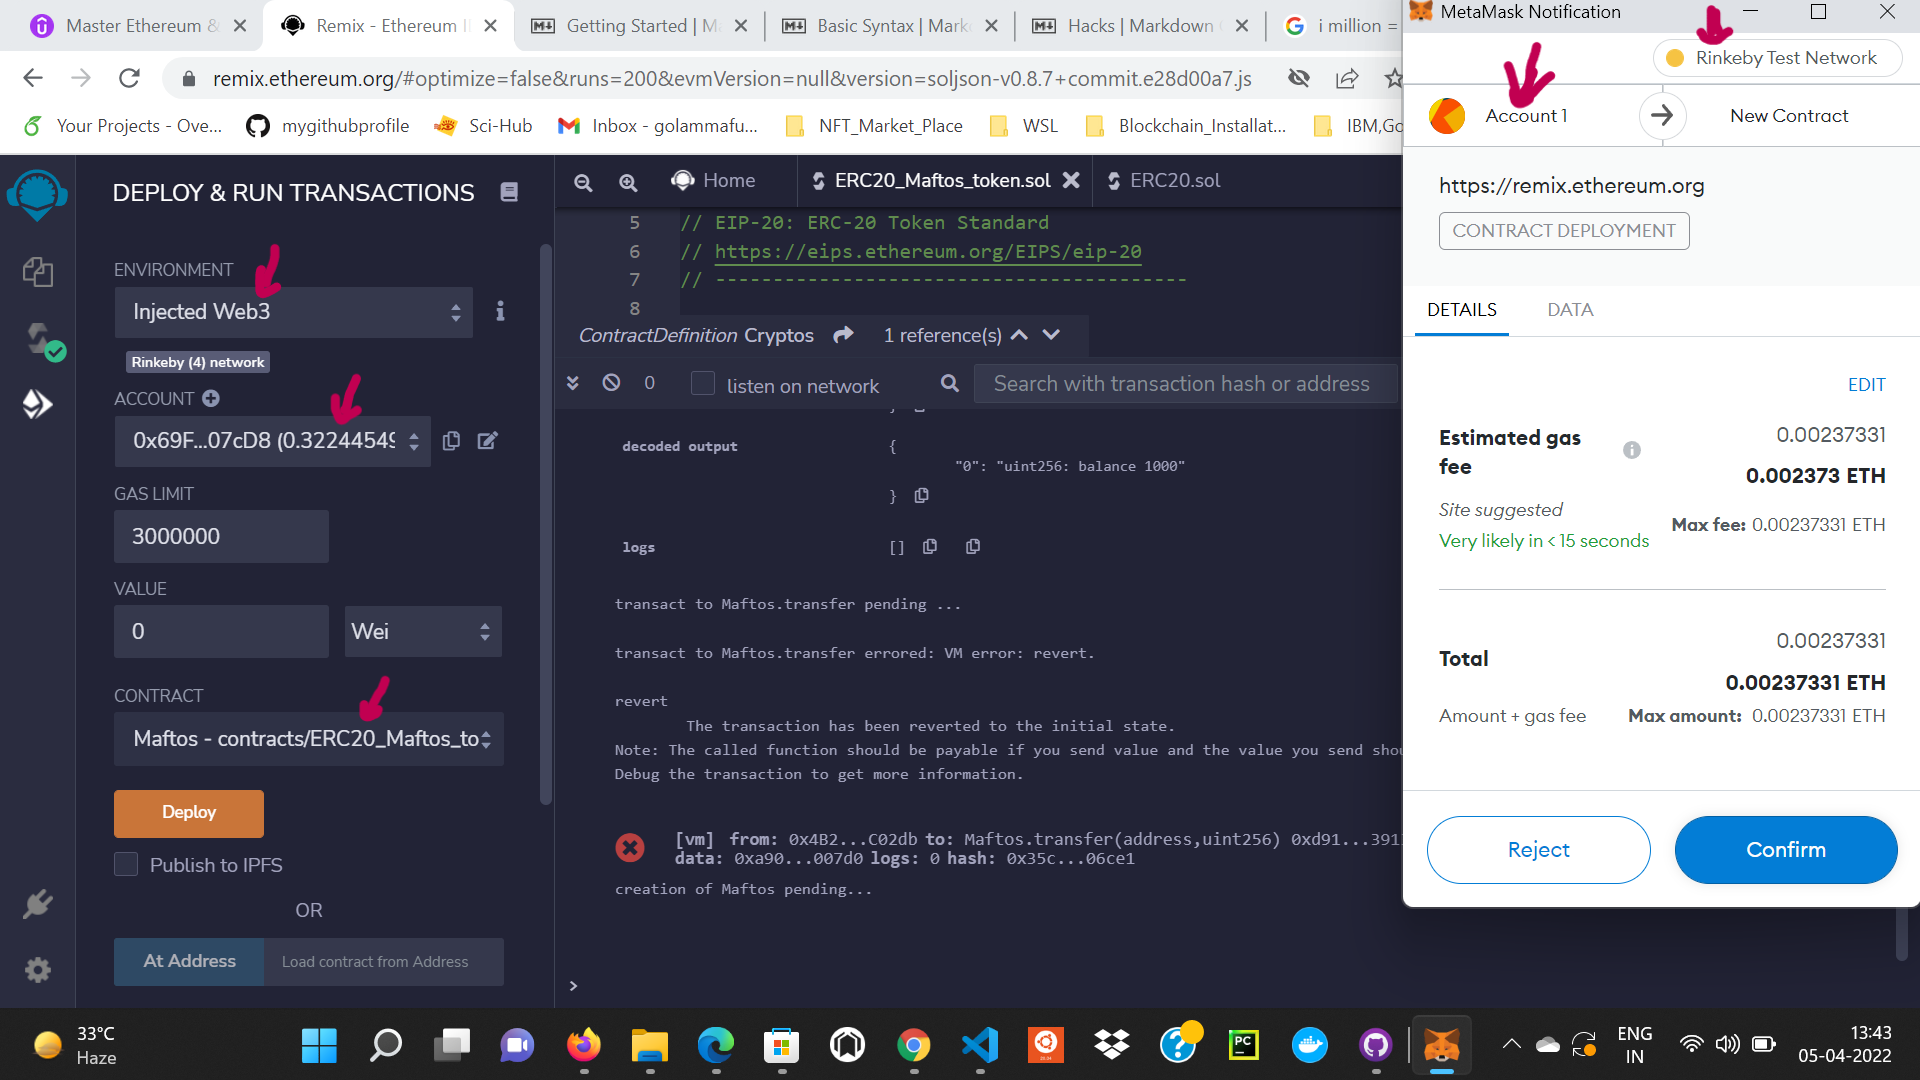 Master Ethereum &
Remix - Ethereum I
Getting Started | M
Basic Syntax | Mark
Hacks | Markdown
i million =
remix.ethereum.org/#optimize=false&runs=200&evmVersion=null&version=soljson-v0.8.7+commit.e28d00a7.js
Your Projects - Ove...
mygithubprofile
Sci-Hub
Inbox - golammafu...
NFT_Market_Place
WSL
Blockchain_Installat...
IBM,Go
DEPLOY & RUN TRANSACTIONS
ENVIRONMENT
Injected Web3
Rinkeby (4) network
ACCOUNT
0x69F...07cD8 (0.32244549
GAS LIMIT
3000000
VALUE
0
Wei
CONTRACT
Maftos - contracts/ERC20_Maftos_to
Deploy
Publish to IPFS
OR
At Address
Load contract from Address
Home
ERC20_Maftos_token.sol
ERC20.sol
5 // EIP-20: ERC-20 Token Standard
6 // https://eips.ethereum.org/EIPS/eip-20
7 // -----------------------------------------
8
ContractDefinition Cryptos
1 reference(s)
0
listen on network
Search with transaction hash or address
}
decoded output
{
"0": "uint256: balance 1000"
}
logs
[]
transact to Maftos.transfer pending ...
transact to Maftos.transfer errored: VM error: revert.
revert
The transaction has been reverted to the initial state.
Note: The called function should be payable if you send value and the value you send shou
Debug the transaction to get more information.
[vm] from: 0x4B2...C02db to: Maftos.transfer(address,uint256) 0xd91...391
data: 0xa90...007d0 logs: 0 hash: 0x35c...06ce1
creation of Maftos pending...
>
MetaMask Notification
Rinkeby Test Network
Account 1
New Contract
https://remix.ethereum.org
CONTRACT DEPLOYMENT
DETAILS
DATA
EDIT
Estimated gas fee
0.00237331
0.002373 ETH
Site suggested
Very likely in < 15 seconds
Max fee: 0.00237331 ETH
Total
0.00237331
0.00237331 ETH
Amount + gas fee
Max amount: 0.00237331 ETH
Reject
Confirm
33°C
Haze
PC
20.04
ENG
IN
13:43
05-04-2022